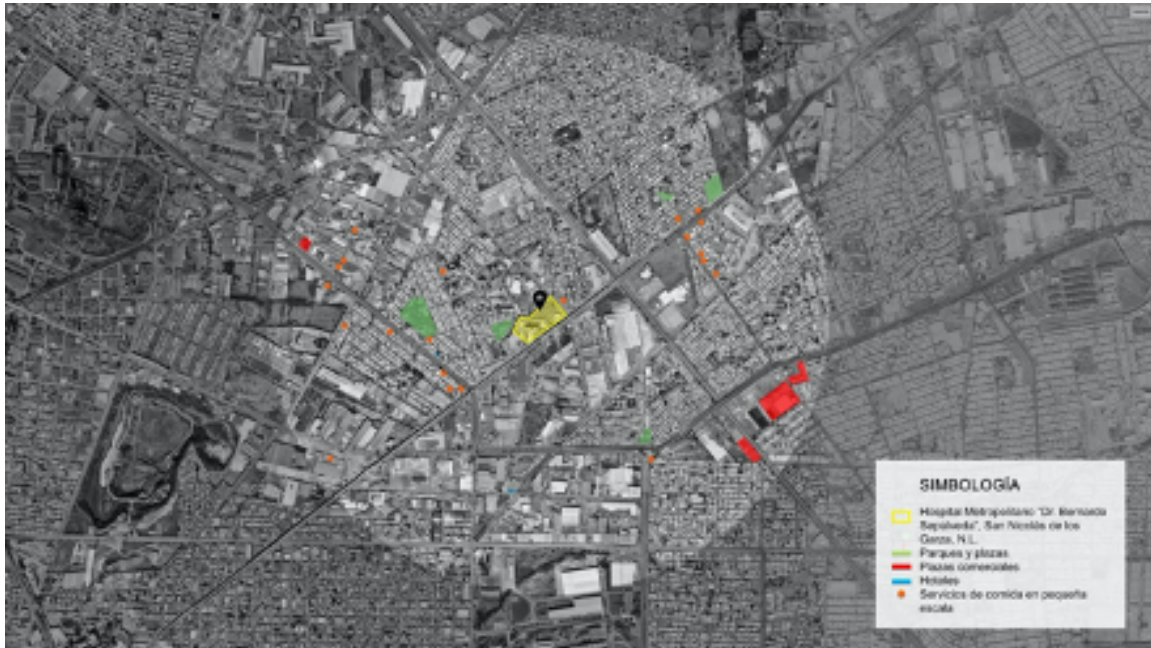 SIMBOLOGÍA
Hospital Metropolitano "Dr. Bernardo
Sepúlveda", San Nicolás de los
Garza, N.L.
Parques y plazas
Plazas comerciales
Hoteles
Servicios de comida en pequeña
escala